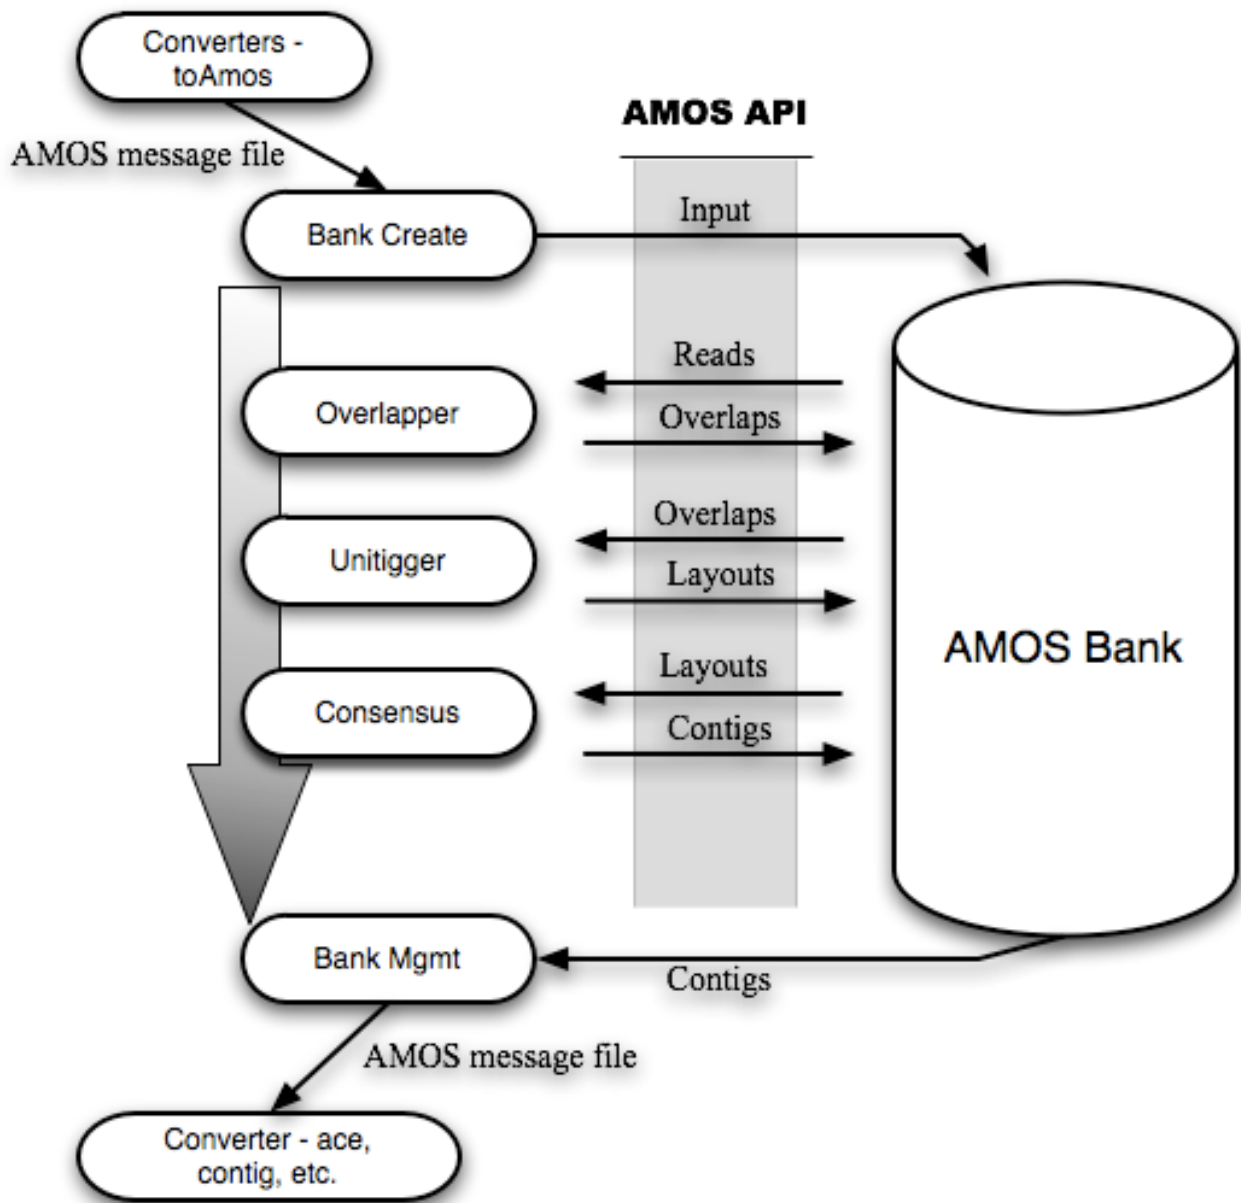 Converters -
toAmos
AMOS API
AMOS message file
Input
Bank Create
Reads
Overlapper
Overlaps
Overlaps
Unitigger
Layouts
AMOS Bank
Layouts
Consensus
Contigs
Bank Mgmt
Contigs
AMOS message file
Converter - ace,
contig, etc.